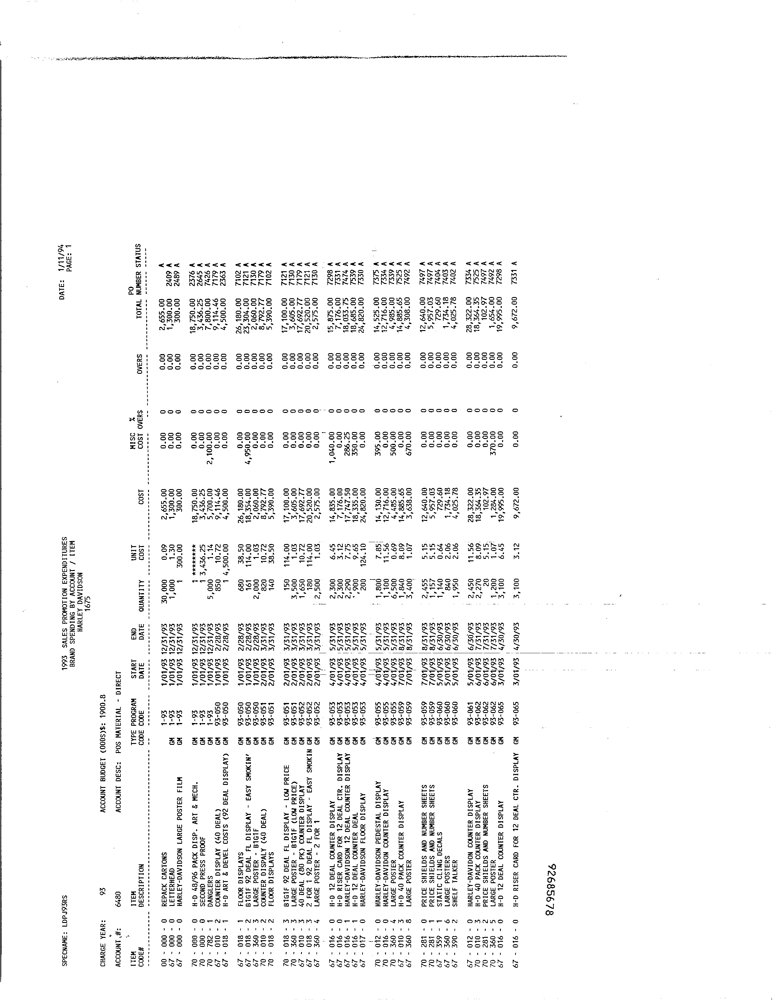 SPECNAME: LDPJ93RS 1993 SALES PROMOTION EXPENDITURES DATE: 1/11/94
BRAND SPENDING BY ACCOUNT / ITEM PAGE: 1
HARLEY DAVIDSON
1675
CHARGE YEAR: 93 ACCOUNT BUDGET (000S)$: 1900.8
ACCOUNT #: 6480 ACCOUNT DESC: POS MATERIAL - DIRECT
ITEM ITEM TYPE PROGRAM START END UNIT MISC % PO
CODE# DESCRIPTION CODE CODE DATE DATE QUANTITY COST COST COST OVERS OVERS TOTAL NUMBER STATUS
00 - 000 - 0 REPACK CARTONS 1-93 1/01/93 12/31/93 30,000 0.09 2,655.00 0.00 0 0.00 2,655.00 A
67 - 000 - 0 LETTERHEAD GM 1-93 1/01/93 12/31/93 1,000 1.30 1,300.00 0.00 0 0.00 1,300.00 2409 A
67 - 000 - 0 HARLEY-DAVIDSON LARGE POSTER FILM GM 1-93 1/01/93 12/31/93 1 300.00 300.00 0.00 0 0.00 300.00 2489 A
70 - 000 - 0 H-D 48/96 PACK DISP. ART & MECH. GM 1-93 1/01/93 12/31/93 1 ******** 18,750.00 0.00 0 0.00 18,750.00 2376 A
70 - 000 - 0 SECOND PRESS PROOF GM 1-93 1/01/93 12/31/93 1 3,436.25 3,436.25 0.00 0 0.00 3,436.25 2645 A
70 - 782 - 1 DANGLERS GM 1-93 1/01/93 12/31/93 5,000 1.14 5,700.00 2,100.00 0 0.00 7,800.00 7426 A
67 - 010 - 2 COUNTER DISPLAY (40 DEAL) GM 93-050 1/01/93 2/28/93 850 10.72 9,114.46 0.00 0 0.00 9,114.46 7179 A
67 - 018 - 1 H-D ART & DEVEL COSTS (92 DEAL DISPLAY) GM 93-050 1/01/93 2/28/93 1 4,500.00 4,500.00 0.00 0 0.00 4,500.00 2363 A
67 - 018 - 1 FLOOR DISPLAYS GM 93-050 1/01/93 2/28/93 680 38.50 26,180.00 0.00 0 0.00 26,180.00 7102 A
67 - 018 - 2 B1G1F 92 DEAL FL DISPLAY - EASY SMOKIN' GM 93-050 1/01/93 2/28/93 161 114.00 18,354.00 4,950.00 0 0.00 23,304.00 7121 A
67 - 360 - 3 LARGE POSTER - B1G1F GM 93-050 1/01/93 2/28/93 2,000 1.03 2,060.00 0.00 0 0.00 2,060.00 7130 A
67 - 010 - 2 COUNTER DISPALY (40 DEAL) GM 93-051 2/01/93 3/31/93 820 10.72 8,792.77 0.00 0 0.00 8,792.77 7179 A
67 - 018 - 2 FLOOR DISPLAYS GM 93-051 2/01/93 3/31/93 140 38.50 5,390.00 0.00 0 0.00 5,390.00 7102 A
70 - 018 - 3 B1G1F 92 DEAL FL DISPLAY - LOW PRICE GM 93-051 2/01/93 3/31/93 150 114.00 17,100.00 0.00 0 0.00 17,100.00 7121 A
70 - 360 - 3 LARGE POSTER - B1G1F (LOW PRICE) GM 93-051 2/01/93 3/31/93 3,500 1.03 3,605.00 0.00 0 0.00 3,605.00 7130 A
67 - 010 - 2 40 DEAL (80 PK) COUNTER DISPLAY GM 93-052 2/01/93 3/31/93 1,650 10.72 17,692.77 0.00 0 0.00 17,692.77 7179 A
67 - 018 - 3 2 FOR 1 92 DEAL FL DISPLAY - EASY SMOKIN GM 93-052 2/01/93 3/31/93 180 114.00 20,520.00 0.00 0 0.00 20,520.00 7121 A
67 - 360 - 4 LARGE POSTER - 2 FOR 1 GM 93-052 2/01/93 3/31/93 2,500 1.03 2,575.00 0.00 0 0.00 2,575.00 7130 A
67 - 016 - 0 H-D 12 DEAL COUNTER DISPLAY GM 93-053 4/01/93 5/31/93 2,300 6.45 14,835.00 1,040.00 0 0.00 15,875.00 7298 A
67 - 016 - 0 H-D RISER CARD FOR 12 DEAL CTR. DISPLAY GM 93-053 4/01/93 5/31/93 2,300 3.12 7,176.00 0.00 0 0.00 7,176.00 7331 A
67 - 016 - 1 HARLEY-DAVIDSON 12 DEAL COUNTER DISPLAY GM 93-053 4/01/93 5/31/93 2,290 7.75 17,747.50 286.25 0 0.00 18,033.75 7474 A
67 - 016 - 1 H-D 12 DEAL COUNTER DEAL GM 93-053 4/01/93 5/31/93 1,900 9.65 18,335.00 350.00 0 0.00 18,685.00 7539 A
67 - 017 - 0 HARLEY-DAVIDSON FLOOR DISPLAY GM 93-053 4/01/93 5/31/93 200 124.10 24,820.00 0.00 0 0.00 24,820.00 7330 A
70 - 012 - 0 HARLEY-DAVIDSON PEDESTAL DISPLAY GM 93-055 4/01/93 5/31/93 1,800 7.85 14,130.00 395.00 0 0.00 14,525.00 7375 A
67 - 016 - 0 HARLEY-DAVIDSON COUNTER DISPLAY GM 93-055 4/01/93 5/31/93 1,100 11.56 12,716.00 0.00 0 0.00 12,716.00 7334 A
70 - 360 - 4 LARGE POSTER GM 93-055 4/01/93 5/31/93 6,500 0.69 4,485.00 500.00 0 0.00 4,985.00 7339 A
67 - 010 - 3 H-D 40 PACK COUNTER DISPLAY GM 93-059 7/01/93 8/31/93 1,840 8.09 14,885.65 0.00 0 0.00 14,885.65 7525 A
67 - 360 - 8 LARGE POSTER GM 93-059 7/01/93 8/31/93 3,400 1.07 3,638.00 670.00 0 0.00 4,308.00 7492 A
70 - 281 - 0 PRICE SHIELDS AND NUMBER SHEETS GM 93-059 7/01/93 8/31/93 2,455 5.15 12,640.00 0.00 0 0.00 12,640.00 7497 A
70 - 281 - 1 PRICE SHIELDS AND NUMBER SHEETS GM 93-059 7/01/93 8/31/93 1,157 5.15 5,957.03 0.00 0 0.00 5,957.03 7497 A
67 - 359 - 1 STATIC CLING DECALS GM 93-060 5/01/93 6/30/93 1,140 0.64 729.60 0.00 0 0.00 729.60 7404 A
67 - 360 - 6 LARGE POSTERS GM 93-060 5/01/93 6/30/93 840 2.06 1,734.18 0.00 0 0.00 1,734.18 7403 A
67 - 390 - 2 SHELF TALKER GM 93-060 5/01/93 6/30/93 1,950 2.06 4,025.78 0.00 0 0.00 4,025.78 7402 A
67 - 012 - 0 HARLEY-DAVIDON COUNTER DISPLAY GM 93-061 5/01/93 6/30/93 2,450 11.56 28,322.00 0.00 0 0.00 28,322.00 7334 A
67 - 010 - 3 H-D 40 PACK COUNTER DISPLAY GM 93-062 6/01/93 7/31/93 2,270 8.09 18,364.35 0.00 0 0.00 18,364.35 7525 A
70 - 281 - 2 PRICE SHIELDS AND NUMBER SHEETS GM 93-062 6/01/93 7/31/93 20 5.15 102.97 0.00 0 0.00 102.97 7497 A
67 - 360 - 5 LARGE POSTER GM 93-062 6/01/93 7/31/93 1,200 1.07 1,284.00 370.00 0 0.00 1,654.00 7492 A
67 - 016 - 0 H-D 12 DEAL COUNTER DISPLAY GM 93-065 3/01/93 4/30/93 3,100 6.45 19,995.00 0.00 0 0.00 19,995.00 7298 A
67 - 016 - 0 H-D RISER CARD FOR 12 DEAL CTR. DISPLAY GM 93-065 3/01/93 4/30/93 3,100 3.12 9,672.00 0.00 0 0.00 9,672.00 7331 A
92685678